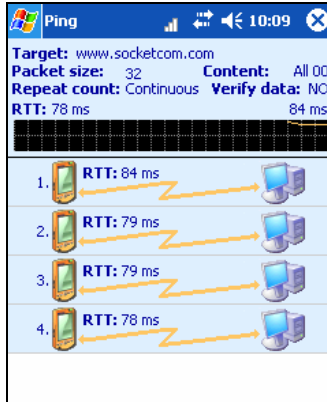 Ping 10:09
Target: www.socketcom.com
Packet size: 32 Content: All 00
Repeat count: Continuous Verify data: NO
RTT: 78 ms 84 ms
1. RTT: 84 ms
2. RTT: 79 ms
3. RTT: 79 ms
4. RTT: 78 ms